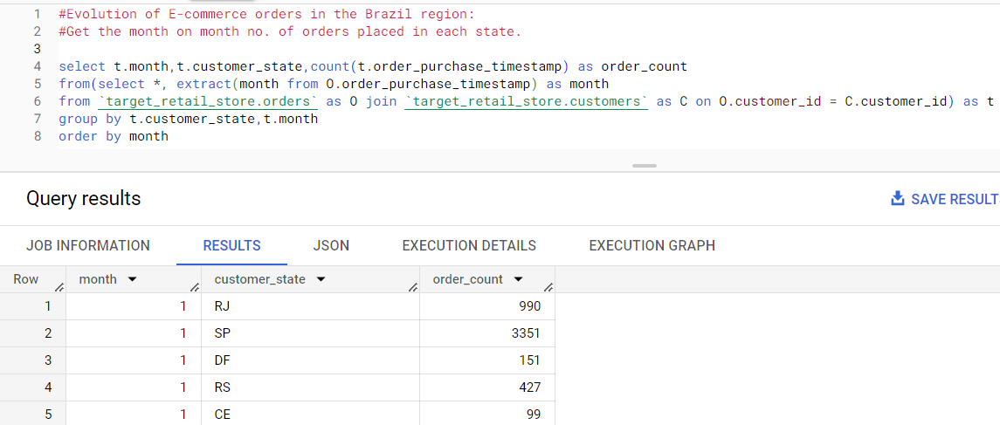 1 #Evolution of E-commerce orders in the Brazil region:
2 #Get the month on month no. of orders placed in each state.
3
4 select t.month,t.customer_state,count(t.order_purchase_timestamp) as order_count
5 from(select *, extract(month from O.order_purchase_timestamp) as month
6 from `target_retail_store.orders` as O join `target_retail_store.customers` as C on O.customer_id = C.customer_id) as t
7 group by t.customer_state,t.month
8 order by month
Query results
SAVE RESULT
JOB INFORMATION RESULTS JSON EXECUTION DETAILS EXECUTION GRAPH
Row month customer_state order_count
1 1 RJ 990
2 1 SP 3351
3 1 DF 151
4 1 RS 427
5 1 CE 99